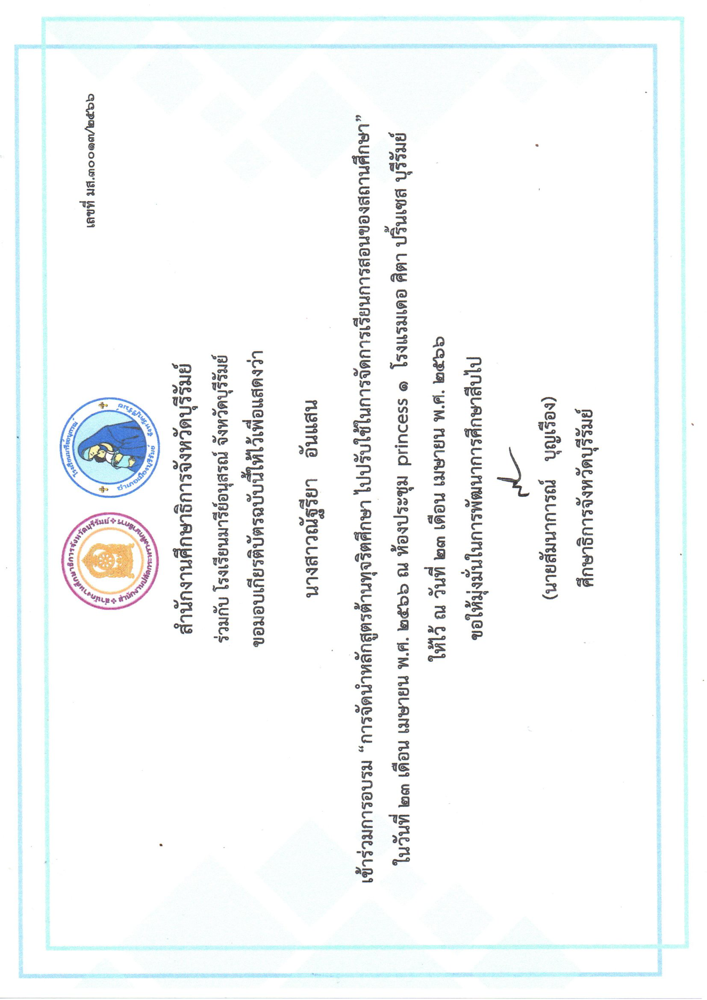 เลขที่ มส.๓๐๐๑๓/๒๕๖๖
สำนักงานศึกษาธิการจังหวัดบุรีรัมย์ ❖ สำนักงานปลัดกระทรวงศึกษาธิการ ❖
โรงเรียนมารีย์อนุสรณ์
อำเภอเมืองบุรีรัมย์ จังหวัดบุรีรัมย์
สำนักงานศึกษาธิการจังหวัดบุรีรัมย์
ร่วมกับ โรงเรียนมารีย์อนุสรณ์ จังหวัดบุรีรัมย์
ขอมอบเกียรติบัตรฉบับนี้ให้ไว้เพื่อแสดงว่า
นางสาวณัฐรียา อันแสน
เข้าร่วมการอบรม “การจัดนำหลักสูตรต้านทุจริตศึกษา ไปปรับใช้ในการจัดการเรียนการสอนของสถานศึกษา”
ในวันที่ ๒๓ เดือน เมษายน พ.ศ. ๒๕๖๖ ณ ห้องประชุม princess ๑ โรงแรมเดอ ศิตา ปริ้นเซส บุรีรัมย์
ให้ไว้ ณ วันที่ ๒๓ เดือน เมษายน พ.ศ. ๒๕๖๖
ขอให้มุ่งมั่นในการพัฒนาการศึกษาสืบไป
(นายสัมนาการณ์ บุญเรือง)
ศึกษาธิการจังหวัดบุรีรัมย์